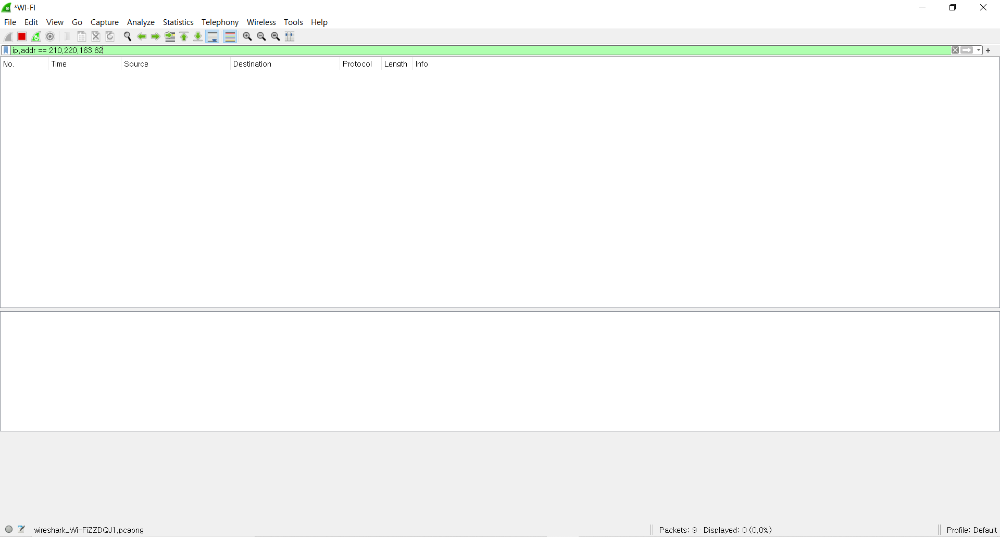 *Wi-Fi
File Edit View Go Capture Analyze Statistics Telephony Wireless Tools Help
ip.addr == 210.220.163.82
No. Time Source Destination Protocol Length Info
wireshark_Wi-FiZZDQJ1.pcapng Packets: 9 · Displayed: 0 (0.0%) Profile: Default